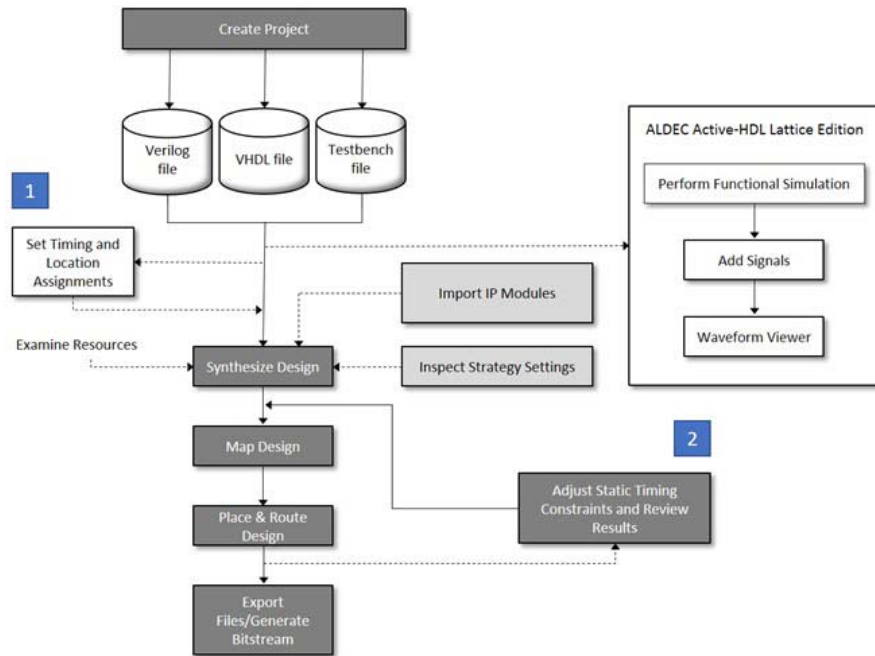 Create Project
Verilog
file
VHDL file
Testbench
file
ALDEC Active-HDL Lattice Edition
Perform Functional Simulation
Add Signals
Waveform Viewer
1
Set Timing and
Location
Assignments
Import IP Modules
Examine Resources
Synthesize Design
Inspect Strategy Settings
Map Design
2
Adjust Static Timing
Constraints and Review
Results
Place & Route
Design
Export
Files/Generate
Bitstream